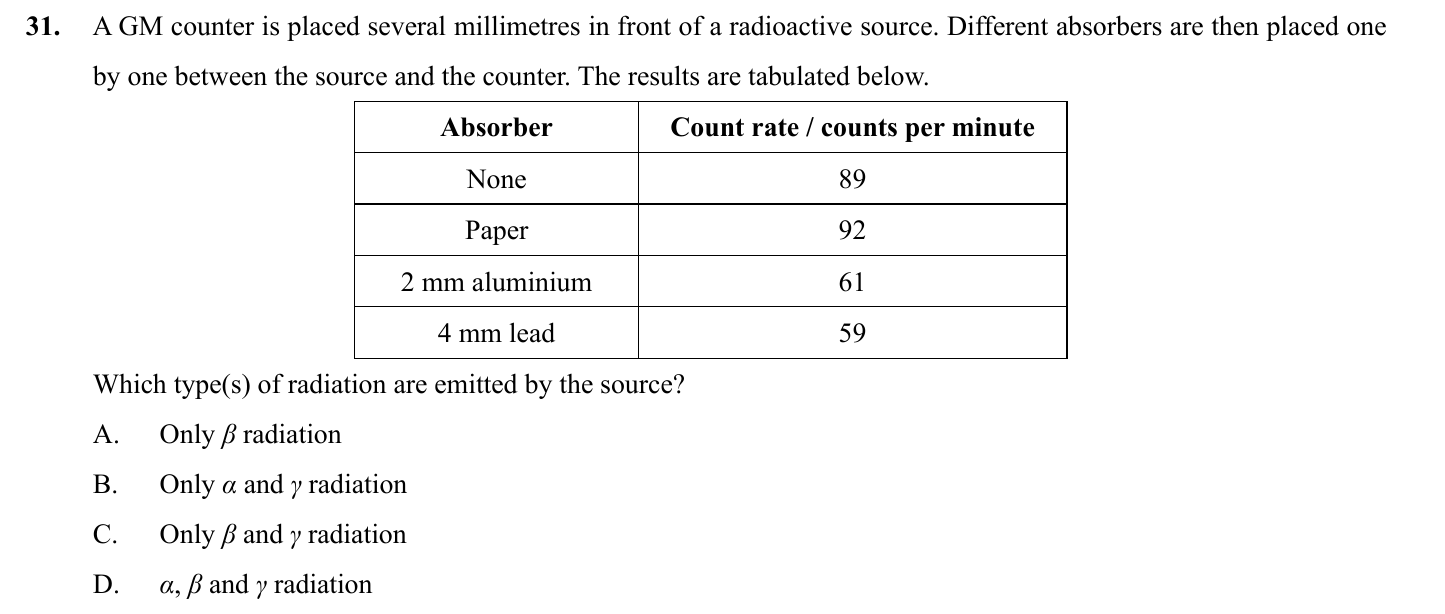 31. A GM counter is placed several millimetres in front of a radioactive source. Different absorbers are then placed one
by one between the source and the counter. The results are tabulated below.
Absorber Count rate / counts per minute
None 89
Paper 92
2 mm aluminium 61
4 mm lead 59
Which type(s) of radiation are emitted by the source?
A. Only β radiation
B. Only α and γ radiation
C. Only β and γ radiation
D. α, β and γ radiation